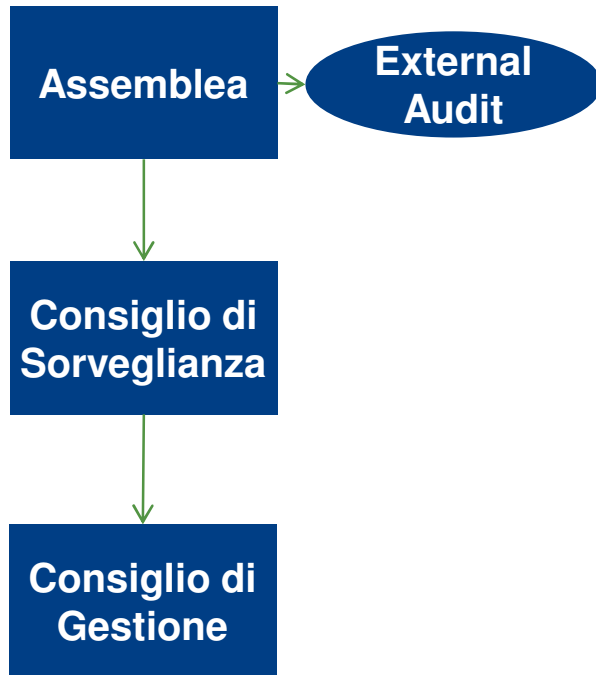 Assemblea
External
Audit
Consiglio di
Sorveglianza
Consiglio di
Gestione